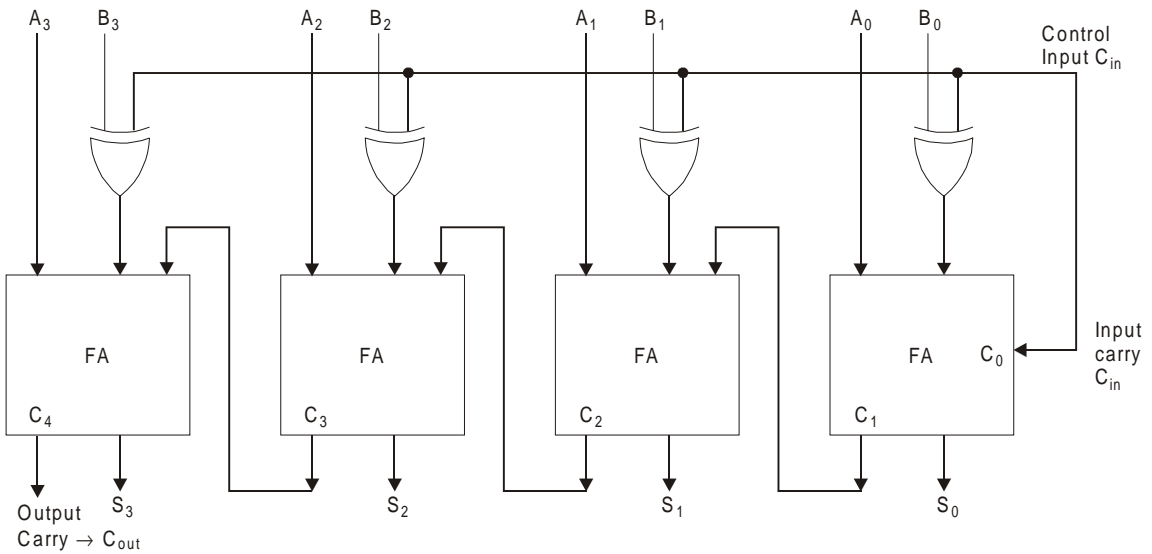 A₃ B₃ A₂ B₂ A₁ B₁ A₀ B₀
Control
Input Cᵢₙ
FA FA FA FA C₀
Input
carry
Cᵢₙ
C₄ C₃ C₂ C₁
S₃ S₂ S₁ S₀
Output
Carry → Cₒᵤₜ